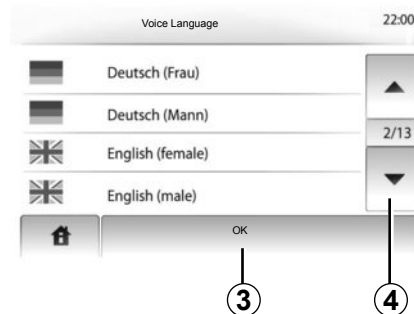 Voice Language 22:00
Deutsch (Frau)
Deutsch (Mann)
2/13
English (female)
English (male)
OK
3 4